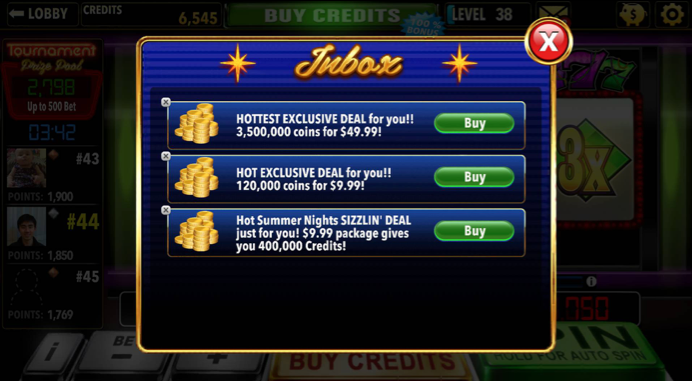 LOBBY
CREDITS
6,545
BUY CREDITS
LEVEL 38
Tournament
Prize Pool
2,798
Up to 500 Bet
03:42
#43
POINTS: 1,900
#44
POINTS: 1,850
#45
POINTS: 1,769
Inbox
X
HOTTEST EXCLUSIVE DEAL for you!!
3,500,000 coins for $49.99!
Buy
HOT EXCLUSIVE DEAL for you!!
120,000 coins for $9.99!
Buy
Hot Summer Nights SIZZLIN' DEAL
just for you! $9.99 package gives
you 400,000 Credits!
Buy
3x
i
750
i
BE
-
+
BUY CREDITS
PIN
HOLD FOR AUTO SPIN